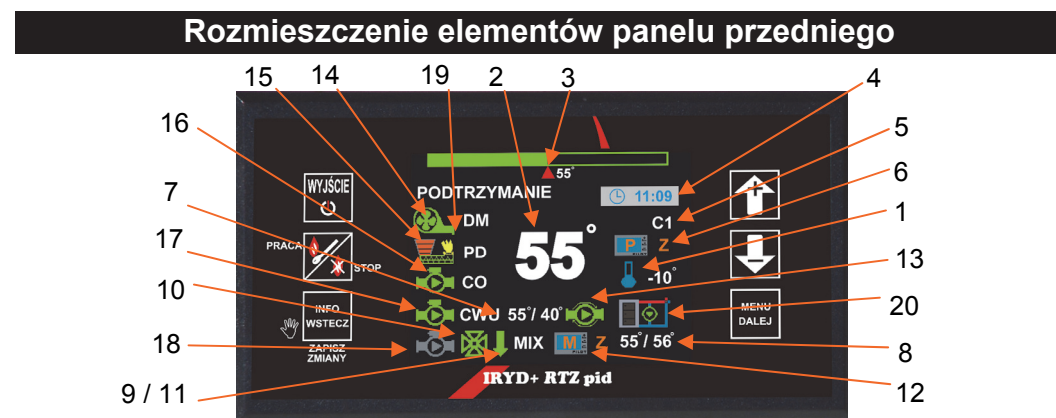 Rozmieszczenie elementów panelu przedniego
15 14 19 2 3 4
16
5
6
7
1
17
13
10
20
18
8
9 / 11
12
55°
WYJŚCIE
PODTRZYMANIE
11:09
DM
C1
55°
P Z
PRACA
STOP
PD
-10°
CO
INFO
WSTECZ
CWU 55°/ 40°
MENU
DALEJ
ZAPISZ
ZMIANY
MIX
M Z 55°/ 56°
IRYD+ RTZ pid